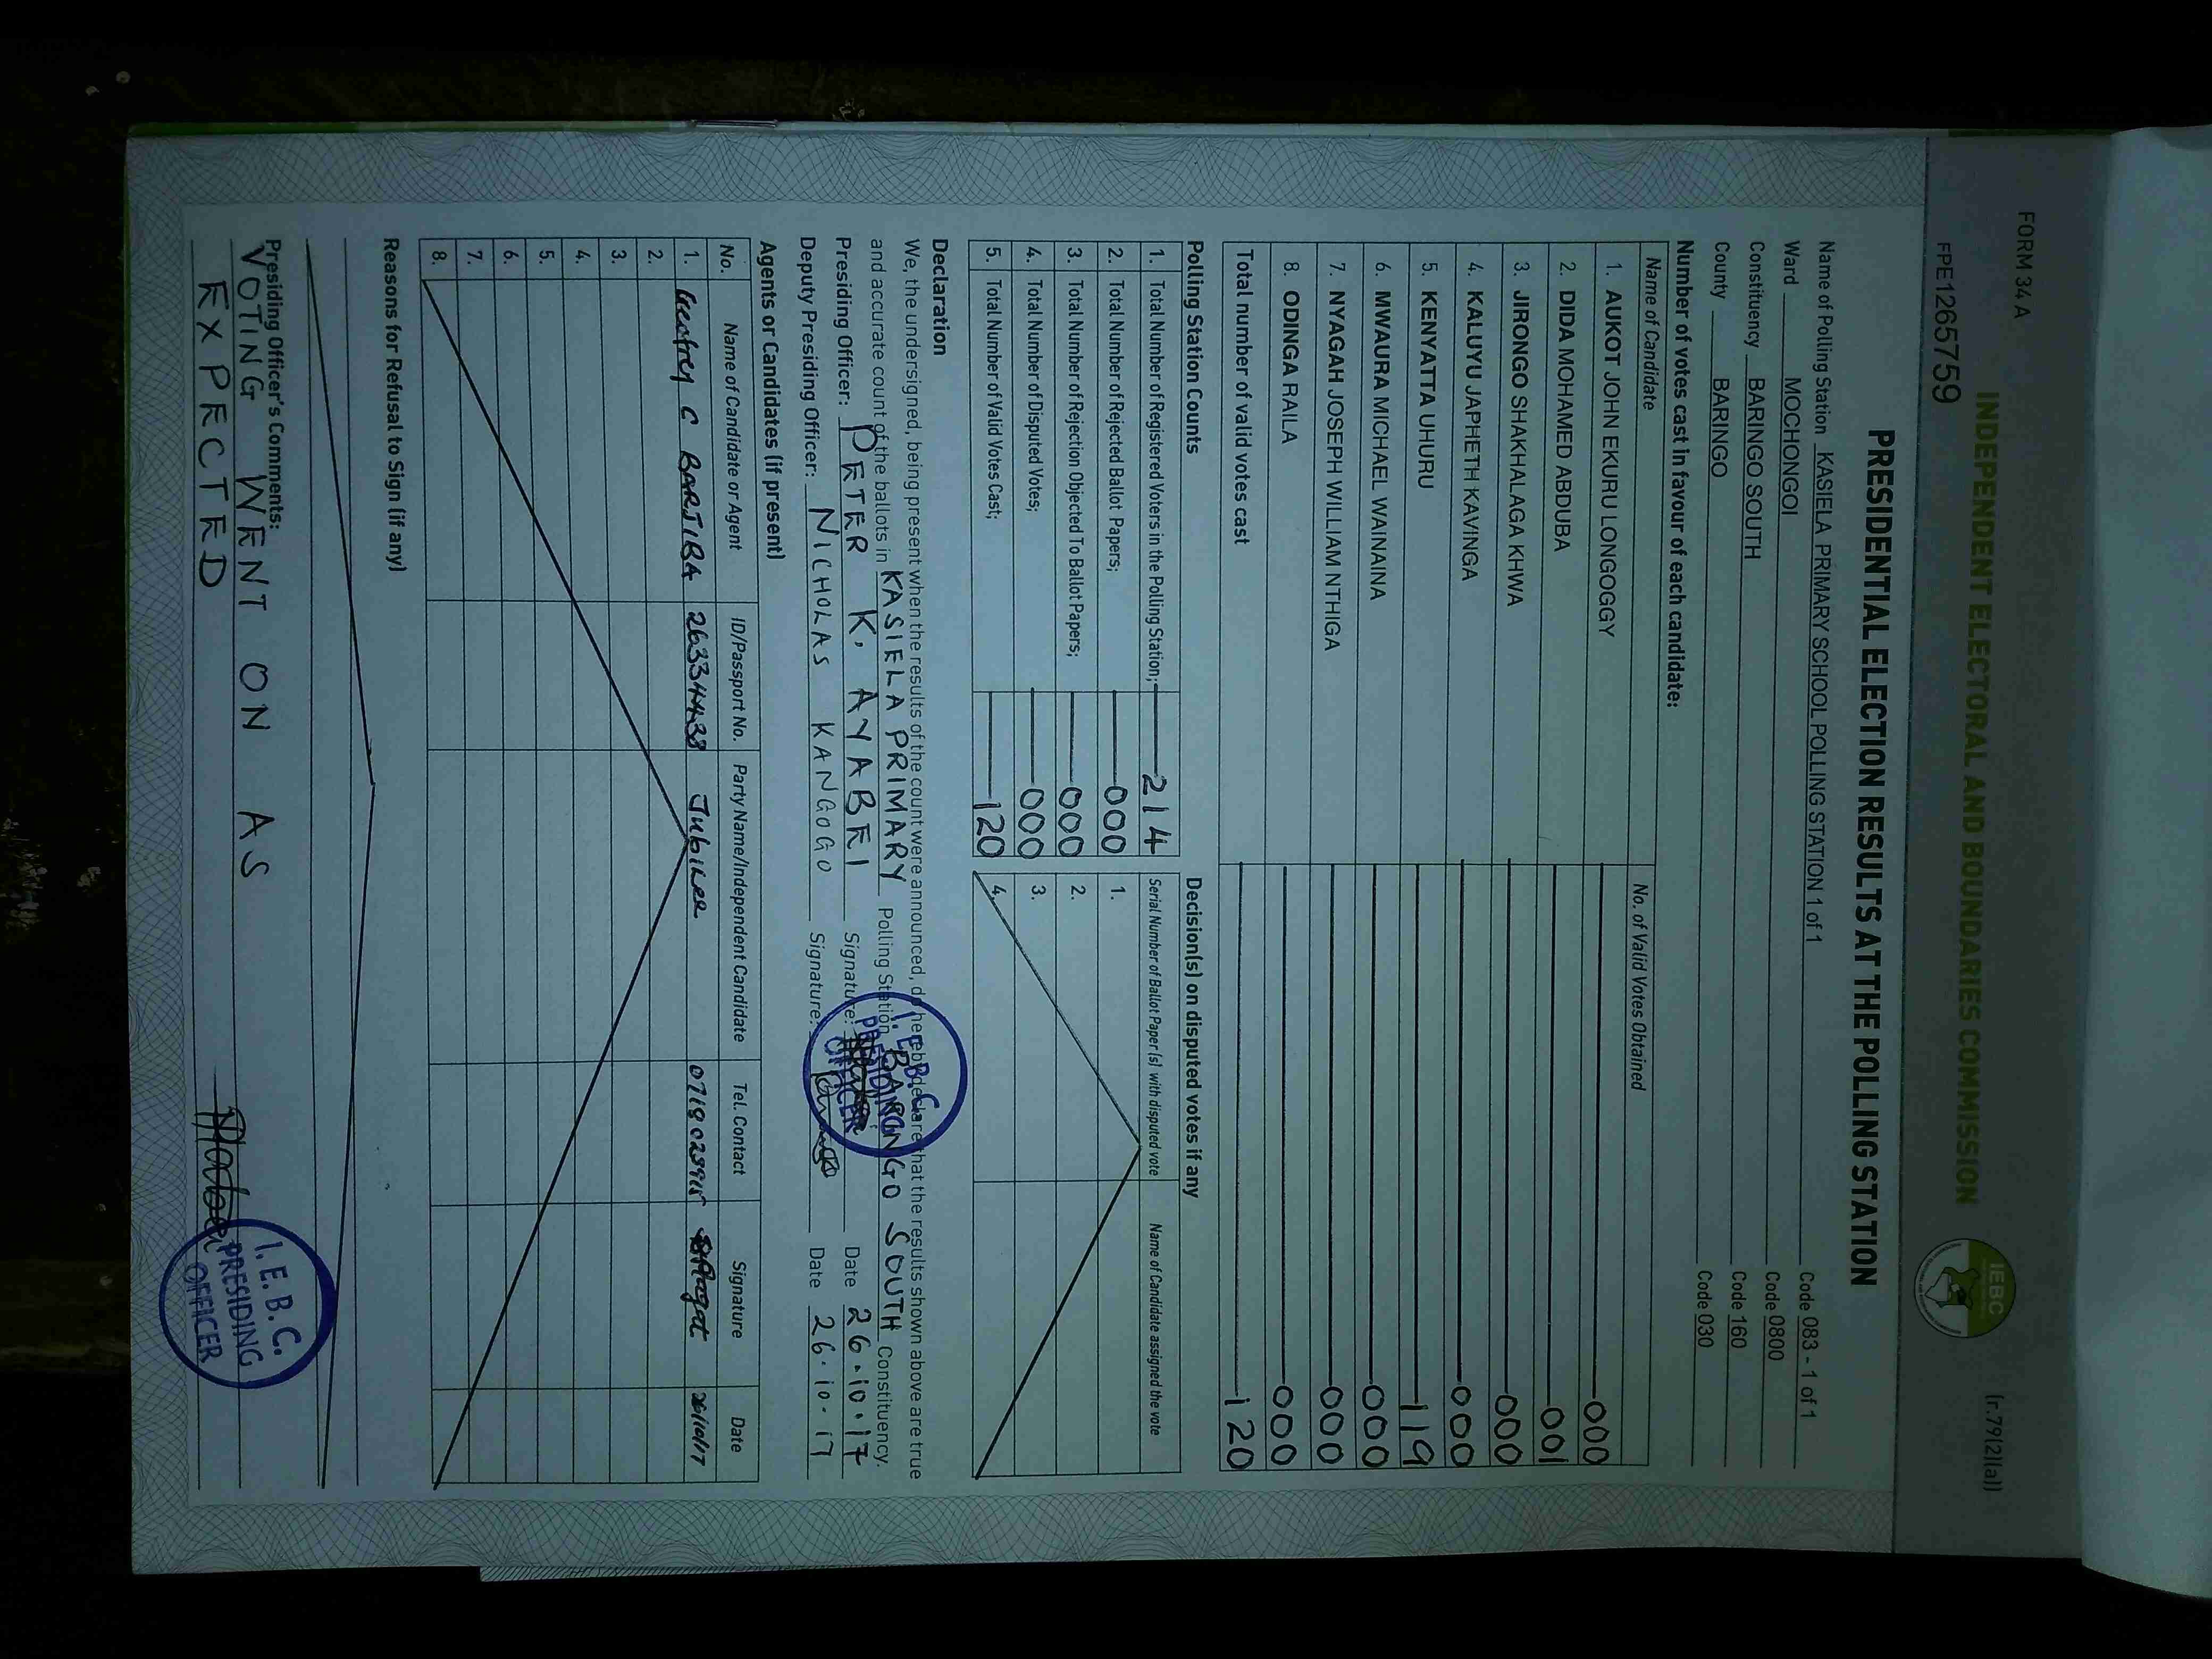 FORM 34 A
(r.79(2)(a))
INDEPENDENT ELECTORAL AND BOUNDARIES COMMISSION
IEBC
FPE1265759
PRESIDENTIAL ELECTION RESULTS AT THE POLLING STATION
Name of Polling Station KASIELA PRIMARY SCHOOL POLLING STATION 1 of 1 Code 083 - 1 of 1
Ward MOCHONGOI Code 0800
Constituency BARINGO SOUTH Code 160
County BARINGO Code 030
Number of votes cast in favour of each candidate:
Name of Candidate No. of Valid Votes Obtained
1. AUKOT JOHN EKURU LONGOGGY 000
2. DIDA MOHAMED ABDUBA 001
3. JIRONGO SHAKHALAGA KHWA 000
4. KALUYU JAPHETH KAVINGA 000
5. KENYATTA UHURU 119
6. MWAURA MICHAEL WAINAINA 000
7. NYAGAH JOSEPH WILLIAM NTHIGA 000
8. ODINGA RAILA 000
Total number of valid votes cast 120
Polling Station Counts
1. Total Number of Registered Voters in the Polling Station; 214
2. Total Number of Rejected Ballot Papers; 000
3. Total Number of Rejection Objected To Ballot Papers; 000
4. Total Number of Disputed Votes; 000
5. Total Number of Valid Votes Cast; 120
Decision(s) on disputed votes if any
Serial Number of Ballot Paper (s) with disputed vote Name of Candidate assigned the vote
1.
2.
3.
4.
Declaration
We, the undersigned, being present when the results of the count were announced, do hereby declare that the results shown above are true
and accurate count of the ballots in KASIELA PRIMARY Polling Station BARINGO SOUTH Constituency.
Presiding Officer: PETER K. AYABEI Signature: Date 26.10.17
Deputy Presiding Officer: NICHOLAS KANGOGO Signature: Date 26.10.17
I.E.B.C.
PRESIDING
OFFICER
Agents or Candidates (if present)
No. Name of Candidate or Agent ID/Passport No. Party Name/Independent Candidate Tel. Contact Signature Date
1. C BARTIBA 26334438 Jubilee 26/10/17
2.
3.
4.
5.
6.
7.
8.
Reasons for Refusal to Sign (if any)
Presiding Officer's Comments:
VOTING WENT ON AS
EXPECTED
I.E.B.C.
PRESIDING
OFFICER